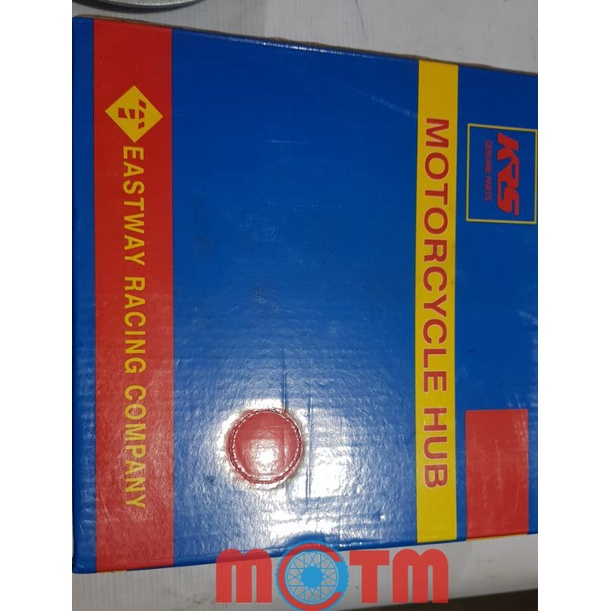 KRS
GENUINE PARTS
MOTORCYCLE HUB
EASTWAY RACING COMPANY
MOTM